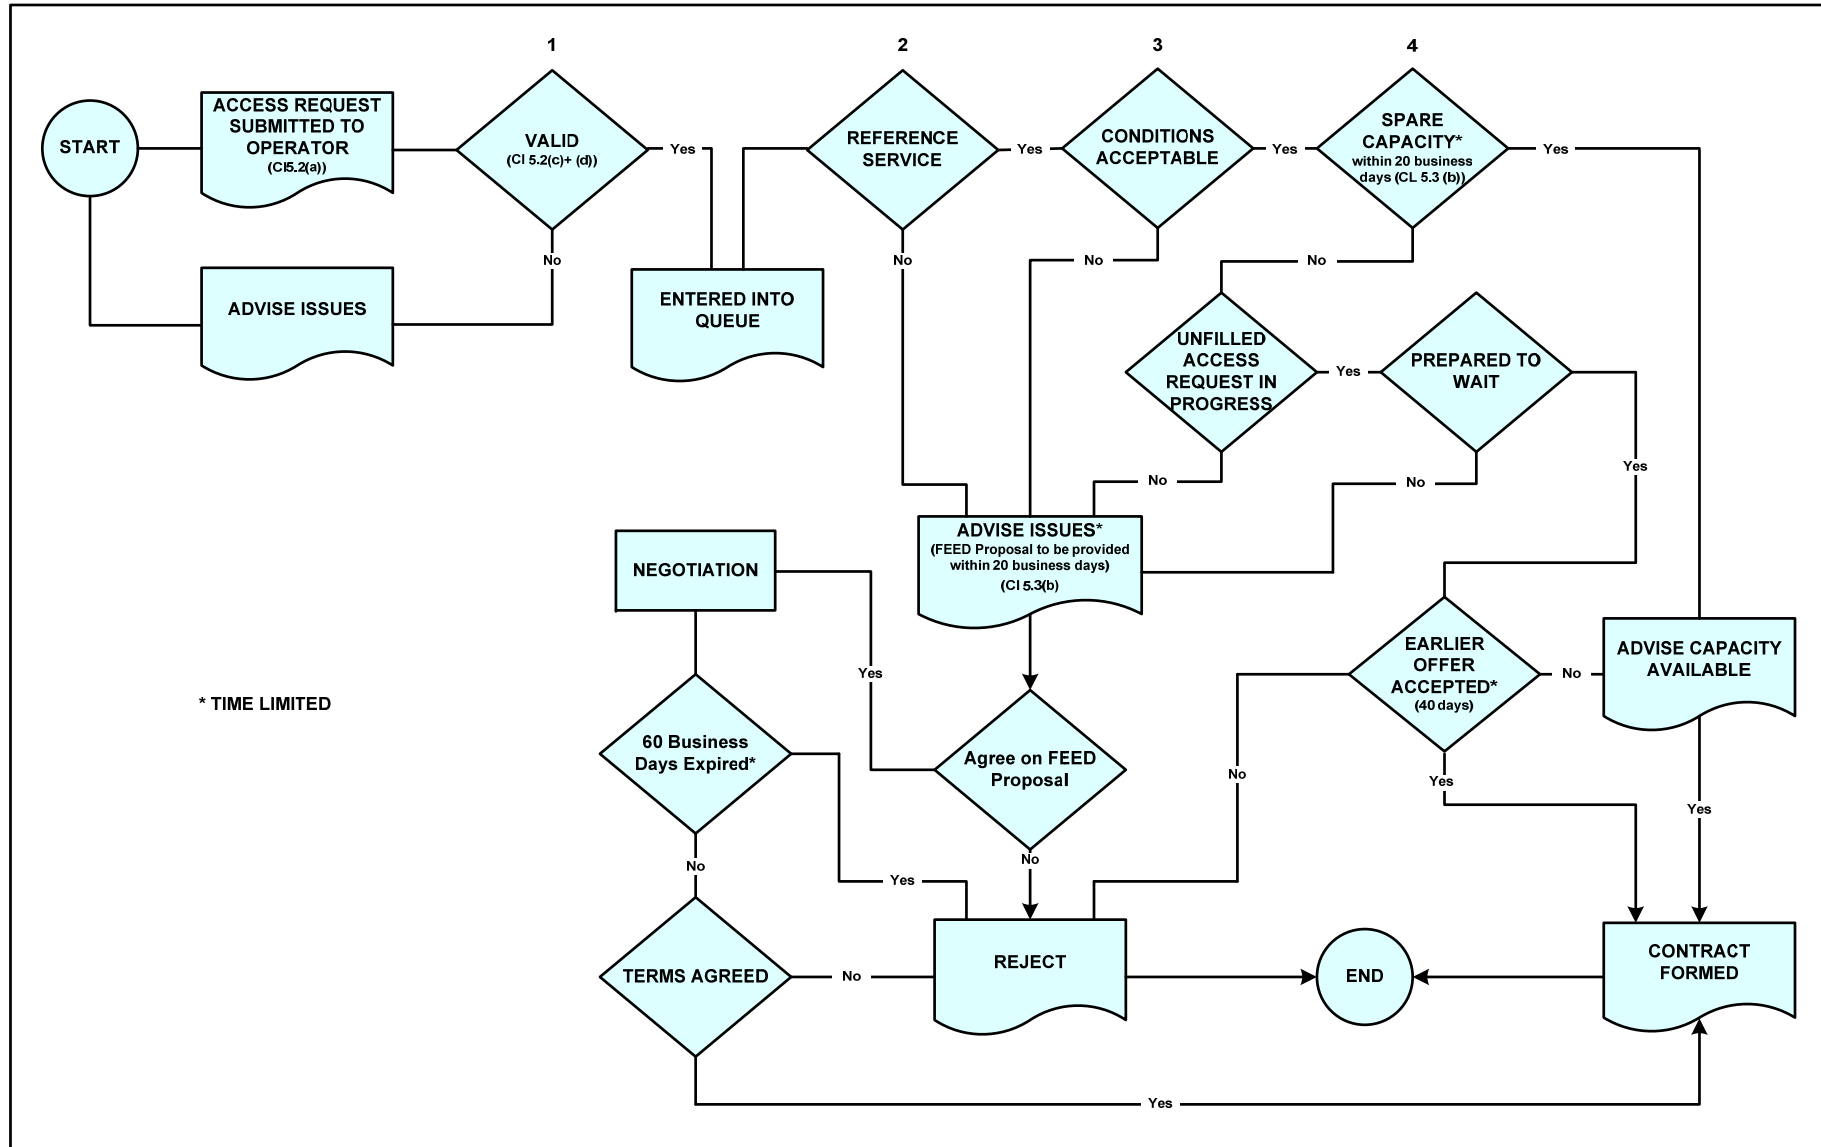 1
2
3
4
START
ACCESS REQUEST
SUBMITTED TO
OPERATOR
(Cl5.2(a))
VALID
(Cl 5.2(c)+ (d))
Yes
No
ADVISE ISSUES
ENTERED INTO
QUEUE
REFERENCE
SERVICE
Yes
No
CONDITIONS
ACCEPTABLE
Yes
No
SPARE
CAPACITY*
within 20 business
days (CL 5.3 (b))
Yes
No
UNFILLED
ACCESS
REQUEST IN
PROGRESS
Yes
No
PREPARED TO
WAIT
Yes
No
ADVISE ISSUES*
(FEED Proposal to be provided
within 20 business days)
(Cl 5.3(b)
NEGOTIATION
Yes
EARLIER
OFFER
ACCEPTED*
(40 days)
No
ADVISE CAPACITY
AVAILABLE
* TIME LIMITED
60 Business
Days Expired*
Agree on FEED
Proposal
No
Yes
Yes
No
No
Yes
TERMS AGREED
No
REJECT
END
CONTRACT
FORMED
Yes